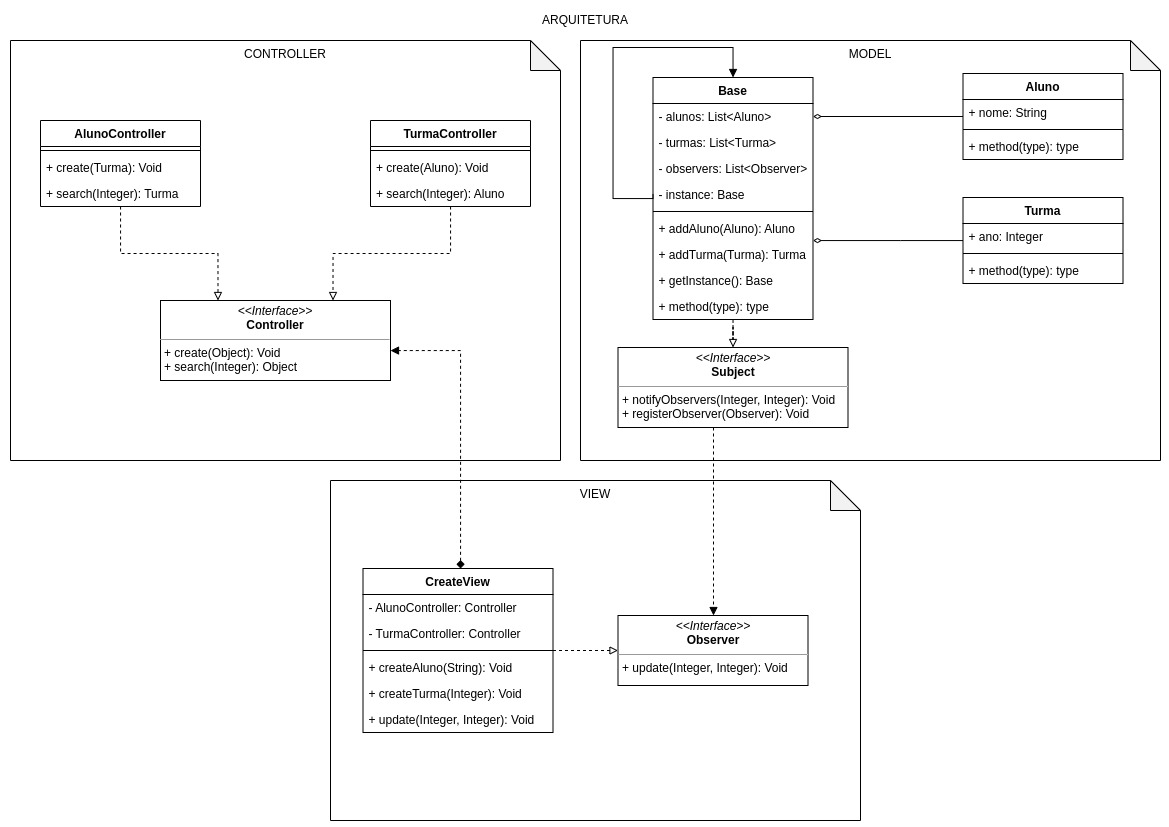 ARQUITETURA
CONTROLLER
AlunoController
+ create(Turma): Void
+ search(Integer): Turma
TurmaController
+ create(Aluno): Void
+ search(Integer): Aluno
<<Interface>>
Controller
+ create(Object): Void
+ search(Integer): Object
MODEL
Base
- alunos: List<Aluno>
- turmas: List<Turma>
- observers: List<Observer>
- instance: Base
+ addAluno(Aluno): Aluno
+ addTurma(Turma): Turma
+ getInstance(): Base
+ method(type): type
Aluno
+ nome: String
+ method(type): type
Turma
+ ano: Integer
+ method(type): type
<<Interface>>
Subject
+ notifyObservers(Integer, Integer): Void
+ registerObserver(Observer): Void
VIEW
CreateView
- AlunoController: Controller
- TurmaController: Controller
+ createAluno(String): Void
+ createTurma(Integer): Void
+ update(Integer, Integer): Void
<<Interface>>
Observer
+ update(Integer, Integer): Void